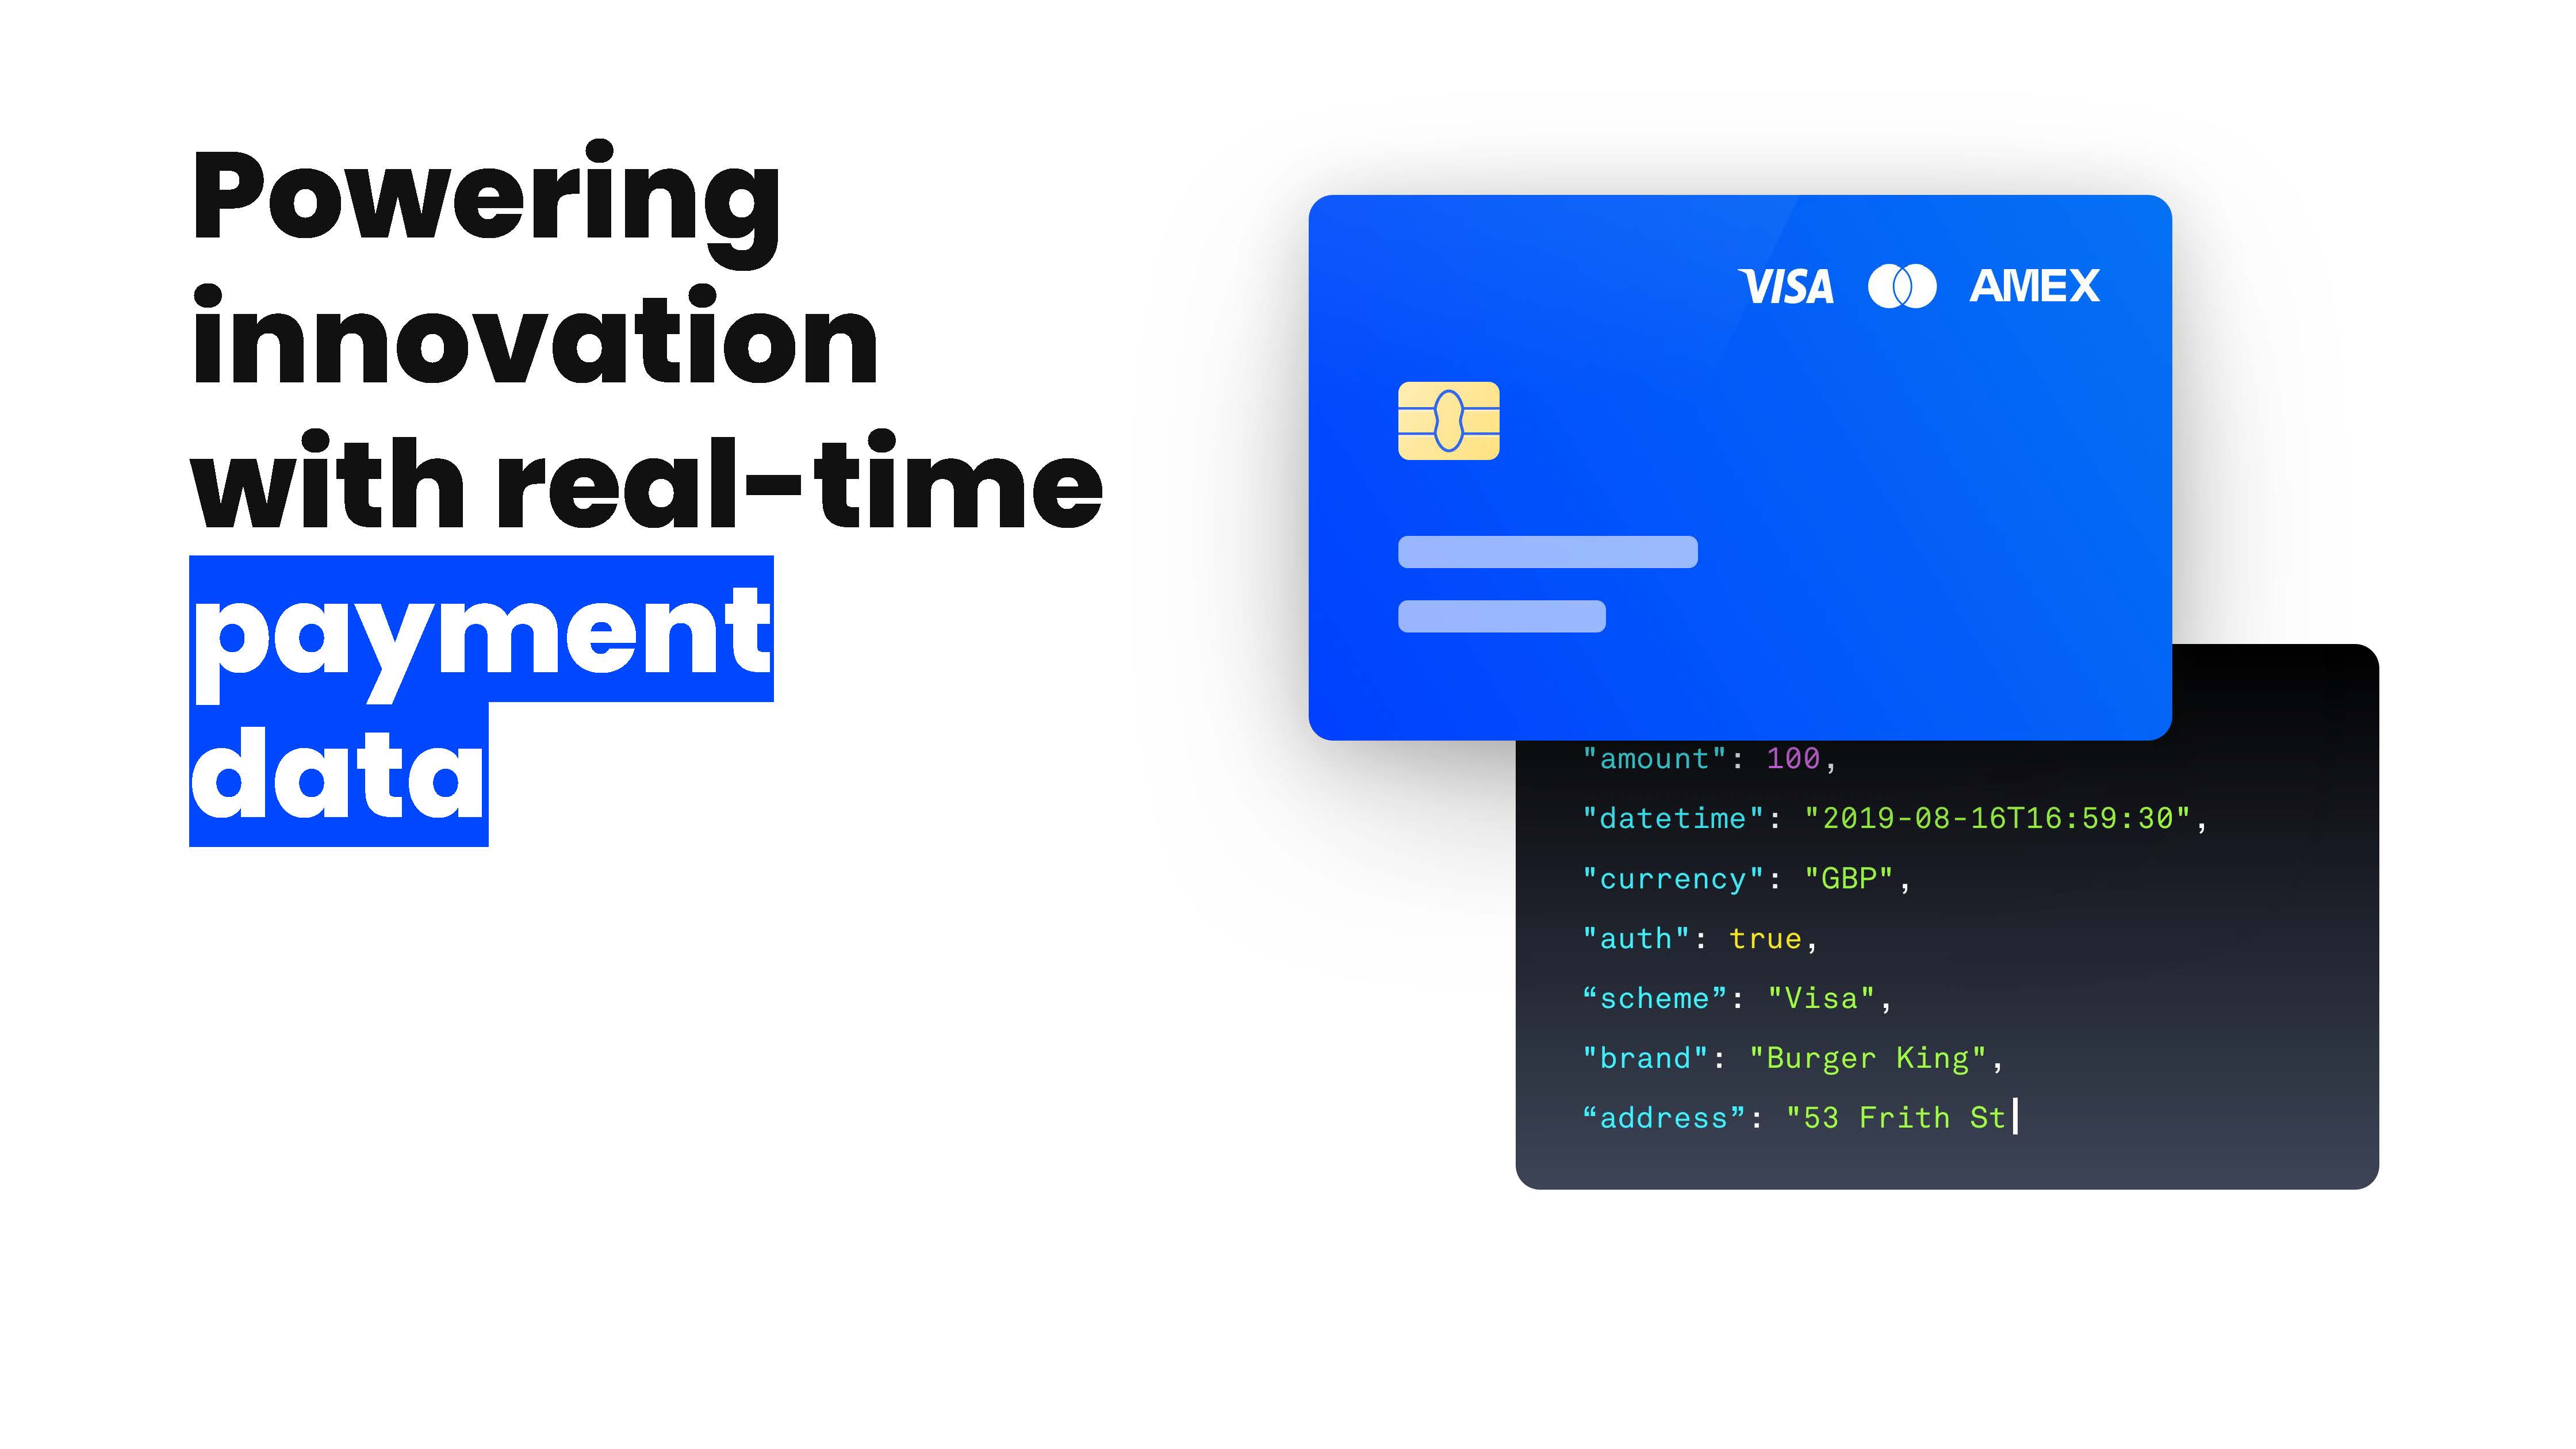 Powering
innovation
with real-time
payment
data
VISA AMEX
"amount": 100,
"datetime": "2019-08-16T16:59:30",
"currency": "GBP",
"auth": true,
“scheme”: "Visa",
"brand": "Burger King",
“address”: "53 Frith St